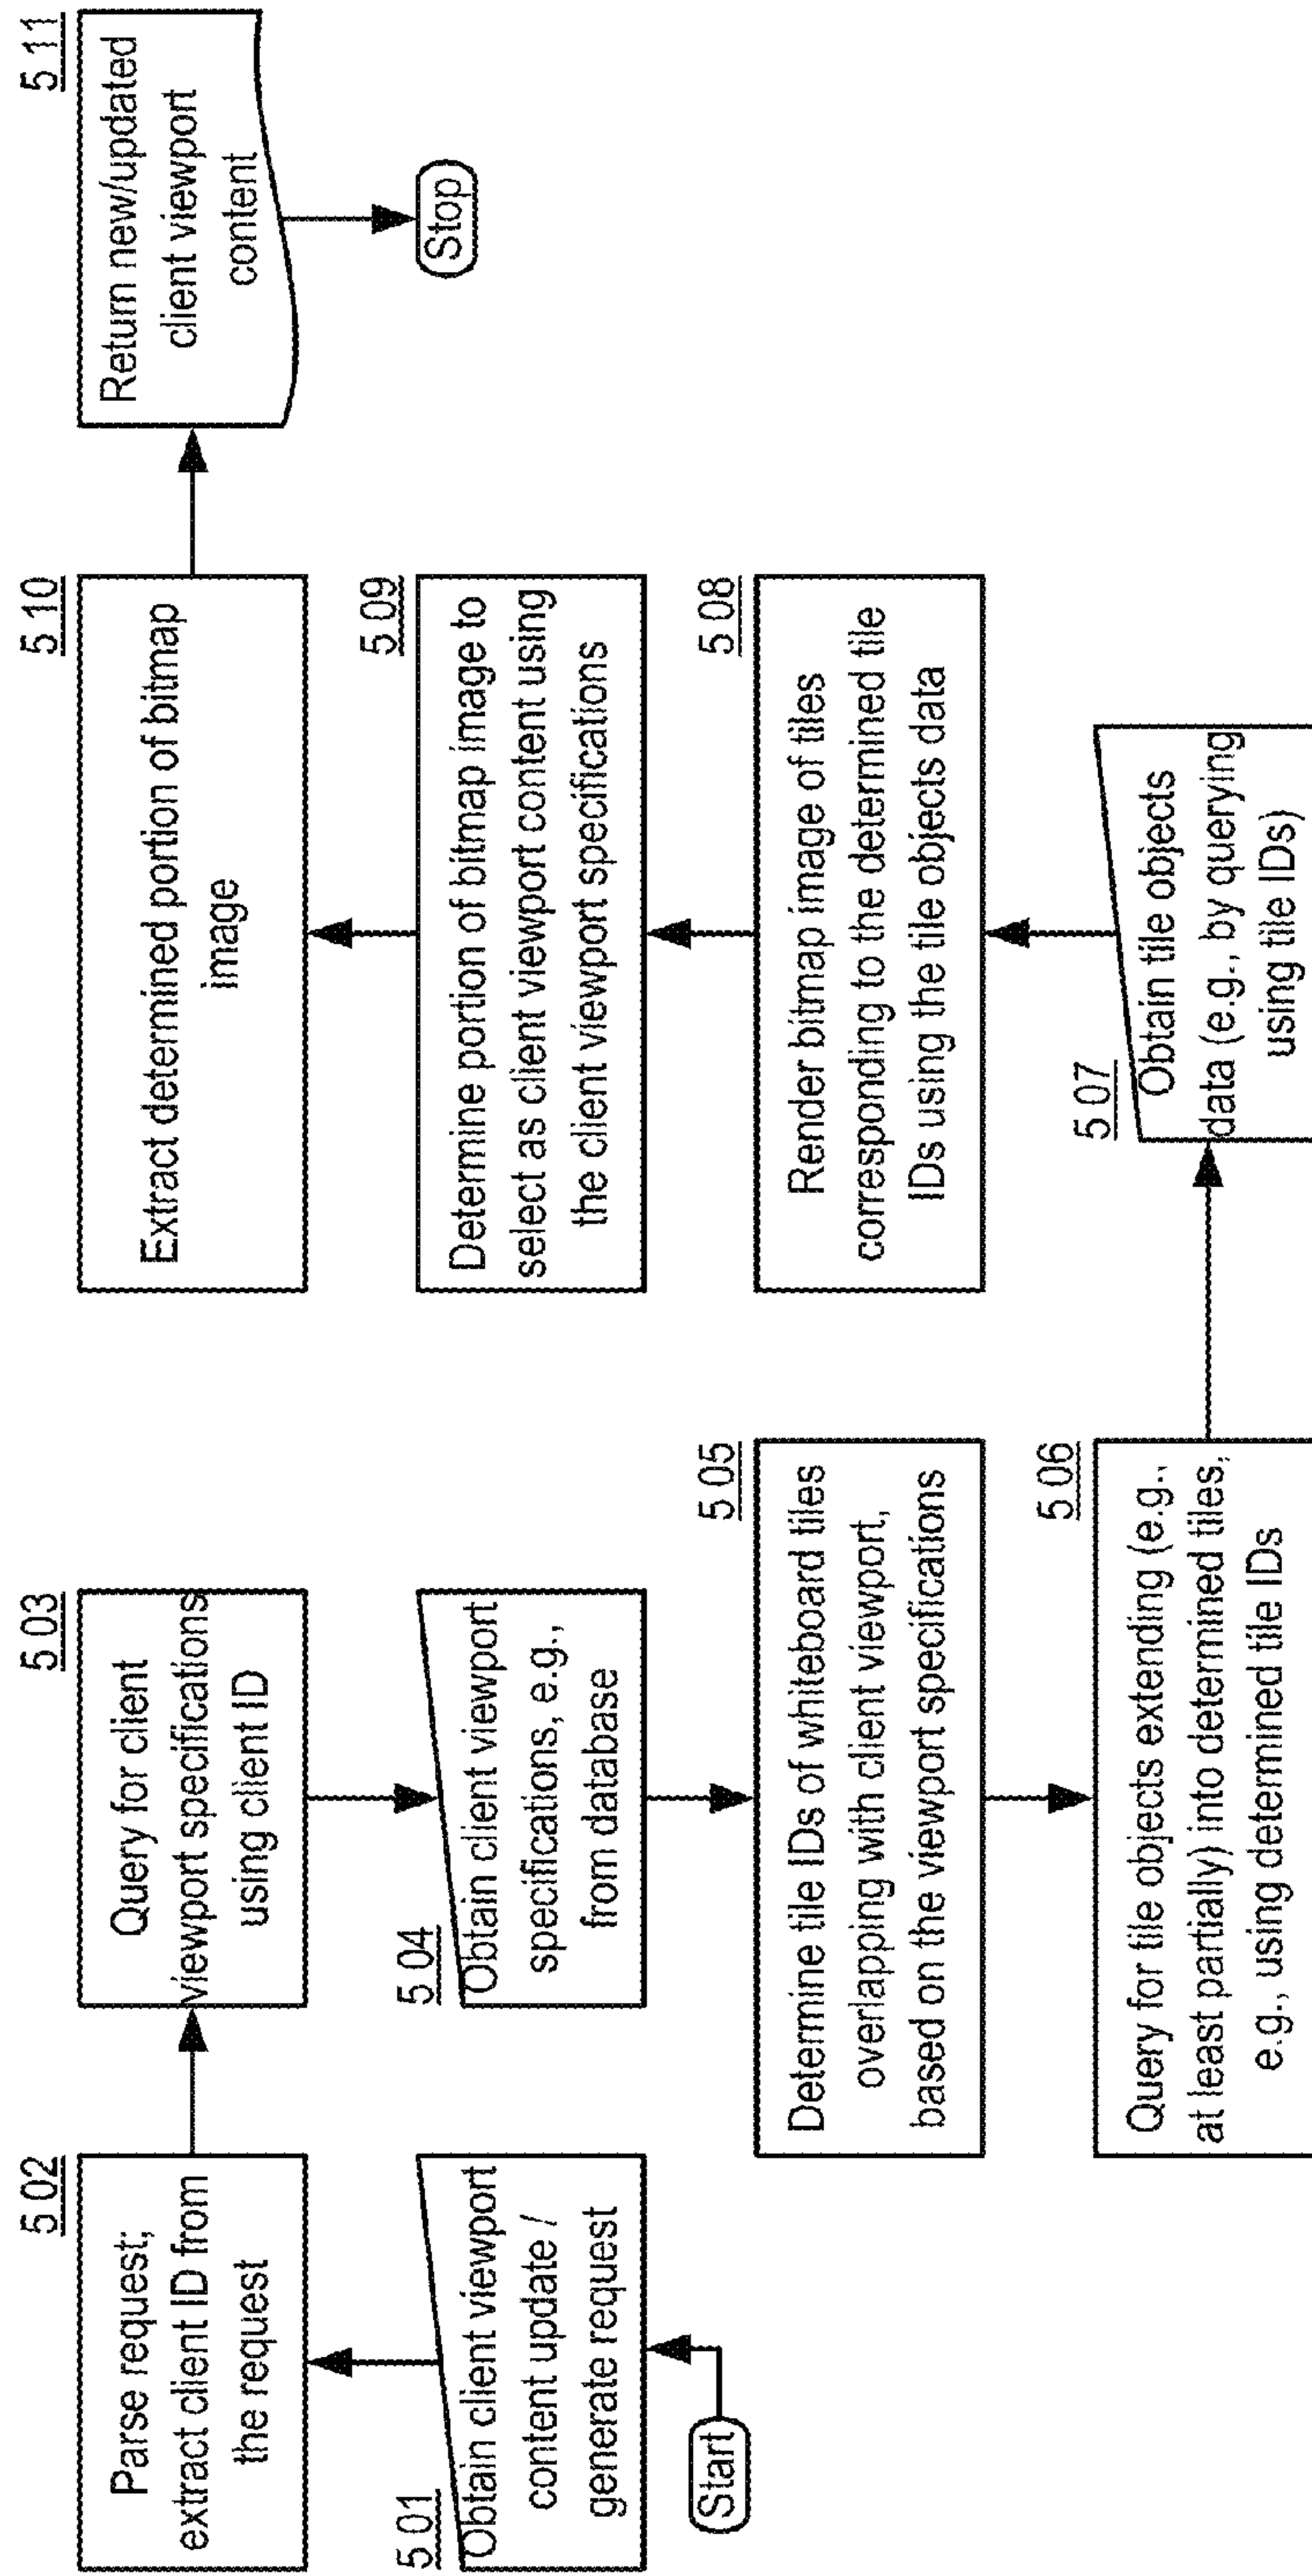 Start
5 01
Obtain client viewport
content update /
generate request
5 02
Parse request;
extract client ID from
the request
5 03
Query for client
viewport specifications
using client ID
5 04
Obtain client viewport
specifications, e.g.,
from database
5 05
Determine tile IDs of whiteboard tiles
overlapping with client viewport,
based on the viewport specifications
5 06
Query for tile objects extending (e.g.,
at least partially) into determined tiles,
e.g., using determined tile IDs
5 07
Obtain tile objects
data (e.g., by querying
using tile IDs)
5 08
Render bitmap image of tiles
corresponding to the determined tile
IDs using the tile objects data
5 09
Determine portion of bitmap image to
select as client viewport content using
the client viewport specifications
5 10
Extract determined portion of bitmap
image
5 11
Return new/updated
client viewport
content
Stop